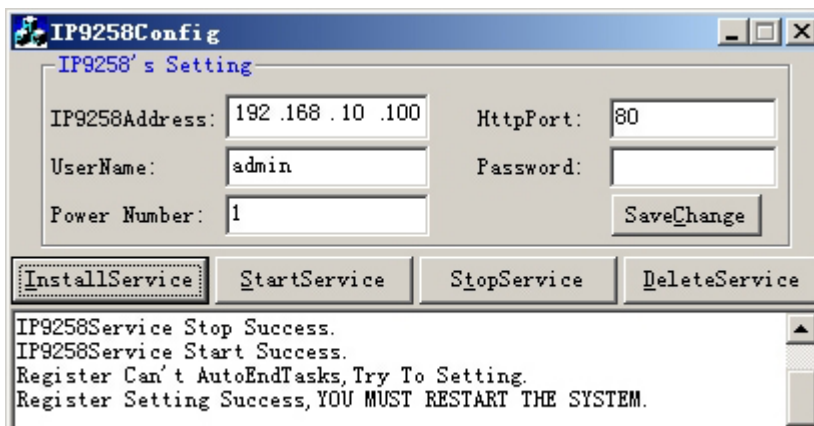 IP9258Config
IP9258's Setting
IP9258Address: 192 .168 . 10 .100 HttpPort: 80
UserName: admin Password:
Power Number: 1 SaveChange
InstallService StartService StopService DeleteService
IP9258Service Stop Success.
IP9258Service Start Success.
Register Can't AutoEndTasks,Try To Setting.
Register Setting Success,YOU MUST RESTART THE SYSTEM.